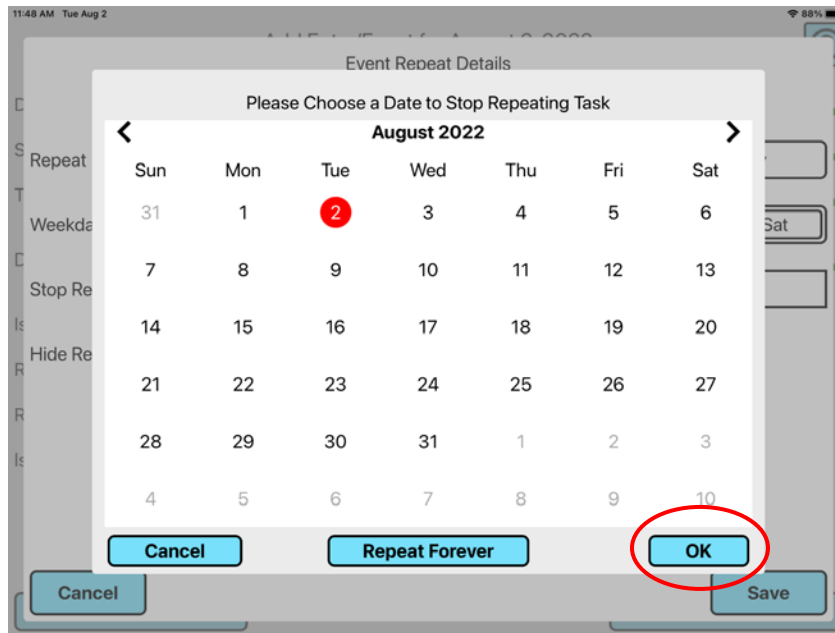 11:48 AM Tue Aug 2 88%
Event Repeat Details
Please Choose a Date to Stop Repeating Task
August 2022
Sun Mon Tue Wed Thu Fri Sat
31 1 2 3 4 5 6
7 8 9 10 11 12 13
14 15 16 17 18 19 20
21 22 23 24 25 26 27
28 29 30 31 1 2 3
4 5 6 7 8 9 10
Repeat
Weekda Sat
Stop Re
Hide Re
Cancel Repeat Forever OK
Cancel Save